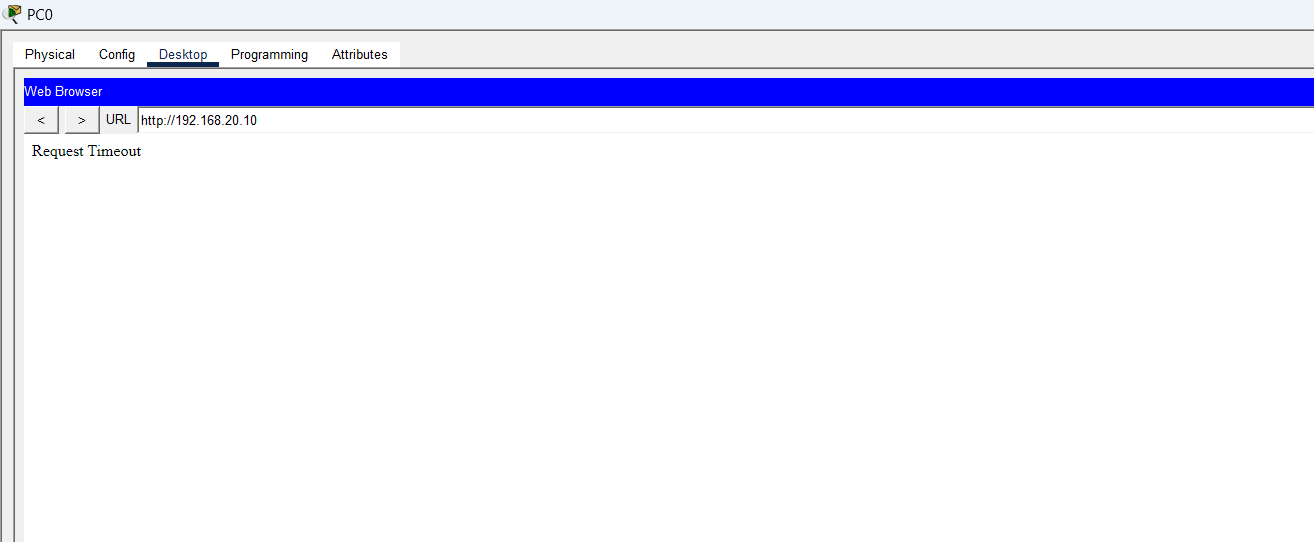 PC0
Physical Config Desktop Programming Attributes
Web Browser
< > URL http://192.168.20.10
Request Timeout